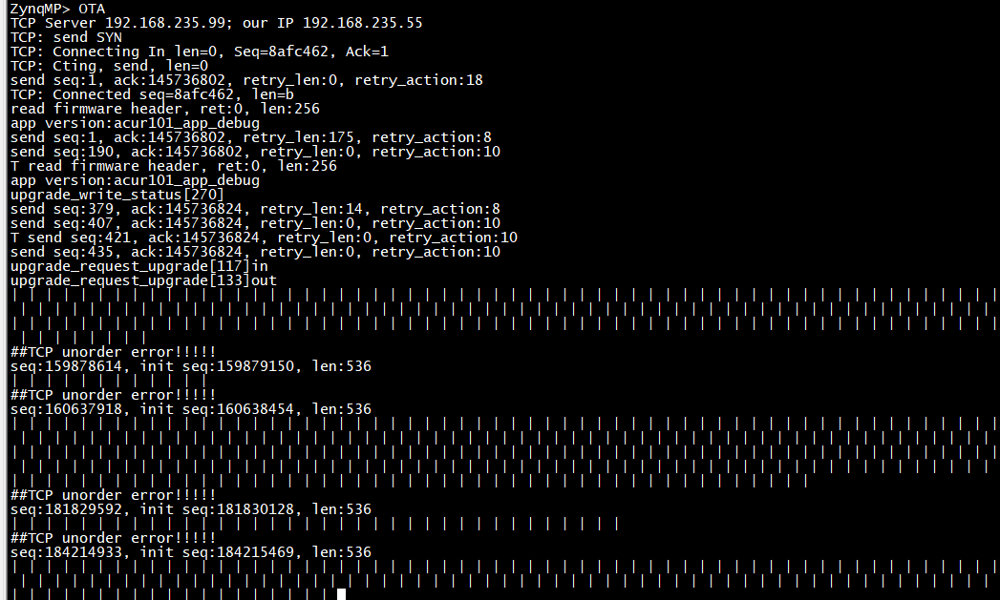 ZynqMP> OTA
TCP Server 192.168.235.99; our IP 192.168.235.55
TCP: send SYN
TCP: Connecting In len=0, Seq=8afc462, Ack=1
TCP: Cting, send, len=0
send seq:1, ack:145736802, retry_len:0, retry_action:18
TCP: Connected seq=8afc462, len=b
read firmware header, ret:0, len:256
app version:acur101_app_debug
send seq:1, ack:145736802, retry_len:175, retry_action:8
send seq:190, ack:145736802, retry_len:0, retry_action:10
T read firmware header, ret:0, len:256
app version:acur101_app_debug
upgrade_write_status[270]
send seq:379, ack:145736824, retry_len:14, retry_action:8
send seq:407, ack:145736824, retry_len:0, retry_action:10
T send seq:421, ack:145736824, retry_len:0, retry_action:10
send seq:435, ack:145736824, retry_len:0, retry_action:10
upgrade_request_upgrade[117]in
upgrade_request_upgrade[133]out
| | | | | | | | | | | | | | | | | | | | | | | | | | | | | | | | | | | | | | | | | | | | | | | | | | | | | | | | | |
| | | | | | | | | | | | | | | | | | | | | | | | | | | | | | | | | | | | | | | | | | | | | | | | | | | | | | | | |
| | | | | | | | | | | | | | | | | | | | | | | | | | | | | | | | | | | | | | | | | | | | | | | | | | | | | | | | | |
| | | | | | | |
##TCP unorder error!!!!!
seq:159878614, init seq:159879150, len:536
| | | | | | | | | | | |
##TCP unorder error!!!!!
seq:160637918, init seq:160638454, len:536
| | | | | | | | | | | | | | | | | | | | | | | | | | | | | | | | | | | | | | | | | | | | | | | | | | | | | | | | | |
| | | | | | | | | | | | | | | | | | | | | | | | | | | | | | | | | | | | | | | | | | | | | | | | | | | | | | | | |
| | | | | | | | | | | | | | | | | | | | | | | | | | | | | | | | | | | | | | | | | | | | | | | | | | | | | | | | | |
| | | | | | | | | | | | | | | | | | | | | | | | | | | | | | | | | | | | | | | | | | | | | | | | | | | | | | | | |
| | | | | | | | | | | | | | | | | | | | | | | | | | | | | | | | | | | | | | | | | | | | | | |
##TCP unorder error!!!!!
seq:181829592, init seq:181830128, len:536
| | | | | | | | | | | | | | | | | | | | | | | | | | | | | | | | | | | |
##TCP unorder error!!!!!
seq:184214933, init seq:184215469, len:536
| | | | | | | | | | | | | | | | | | | | | | | | | | | | | | | | | | | | | | | | | | | | | | | | | | | | | | | | | |
| | | | | | | | | | | | | | | | | | | | | | | | | | | | | | | | | | | | | | | | | | | | | | | | | | | | | | | | |
| | | | | | | | | | | | | | | | | | |